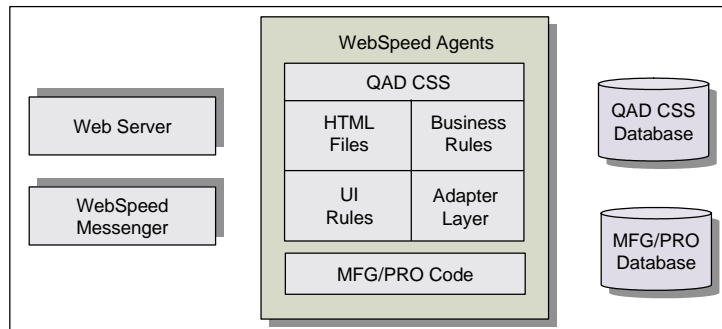 WebSpeed Agents
QAD CSS
Web Server
HTML
Files
Business
Rules
QAD CSS
Database
WebSpeed
Messenger
UI
Rules
Adapter
Layer
MFG/PRO
Database
MFG/PRO Code